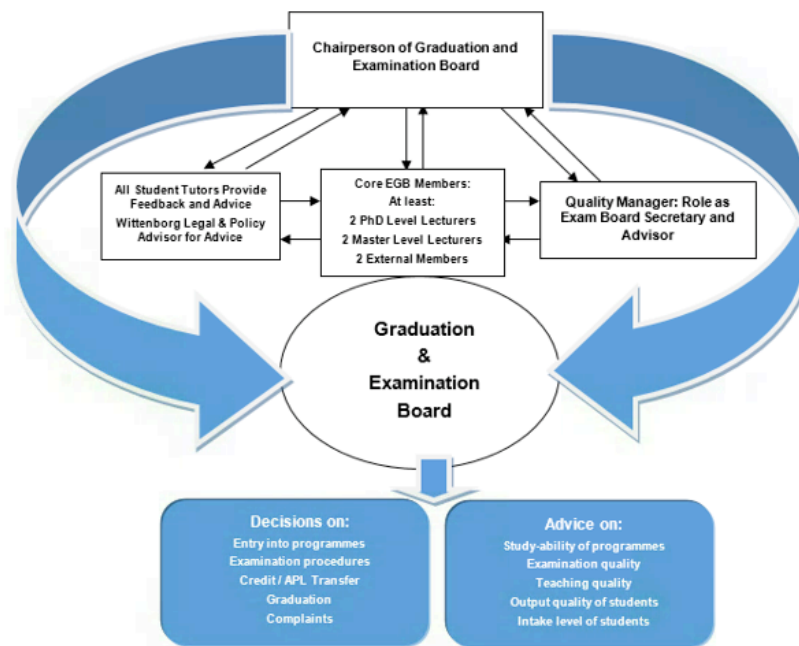 Chairperson of Graduation and
Examination Board
All Student Tutors Provide
Feedback and Advice
Wittenborg Legal & Policy
Advisor for Advice
Core EGB Members:
At least:
2 PhD Level Lecturers
2 Master Level Lecturers
2 External Members
Quality Manager: Role as
Exam Board Secretary and
Advisor
Graduation
&
Examination
Board
Decisions on:
Entry into programmes
Examination procedures
Credit / APL Transfer
Graduation
Complaints
Advice on:
Study-ability of programmes
Examination quality
Teaching quality
Output quality of students
Intake level of students